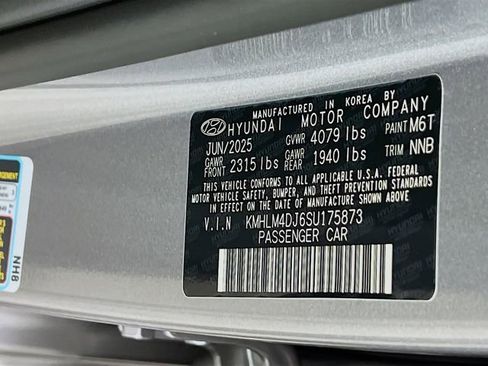 MANUFACTURED IN KOREA BY
HYUNDAI MOTOR COMPANY
JUN/2025 GVWR 4079 lbs PAINT M6T
GAWR FRONT 2315 lbs GAWR REAR 1940 lbs TRIM NNB
THIS VEHICLE CONFORMS TO ALL APPLICABLE U.S.A. FEDERAL
MOTOR VEHICLE SAFETY, BUMPER, AND THEFT PREVENTION STANDARDS
IN EFFECT ON THE DATE OF MANUFACTURE SHOWN ABOVE.
V.I.N KMHLM4DJ6SU175873
PASSENGER CAR
NH8